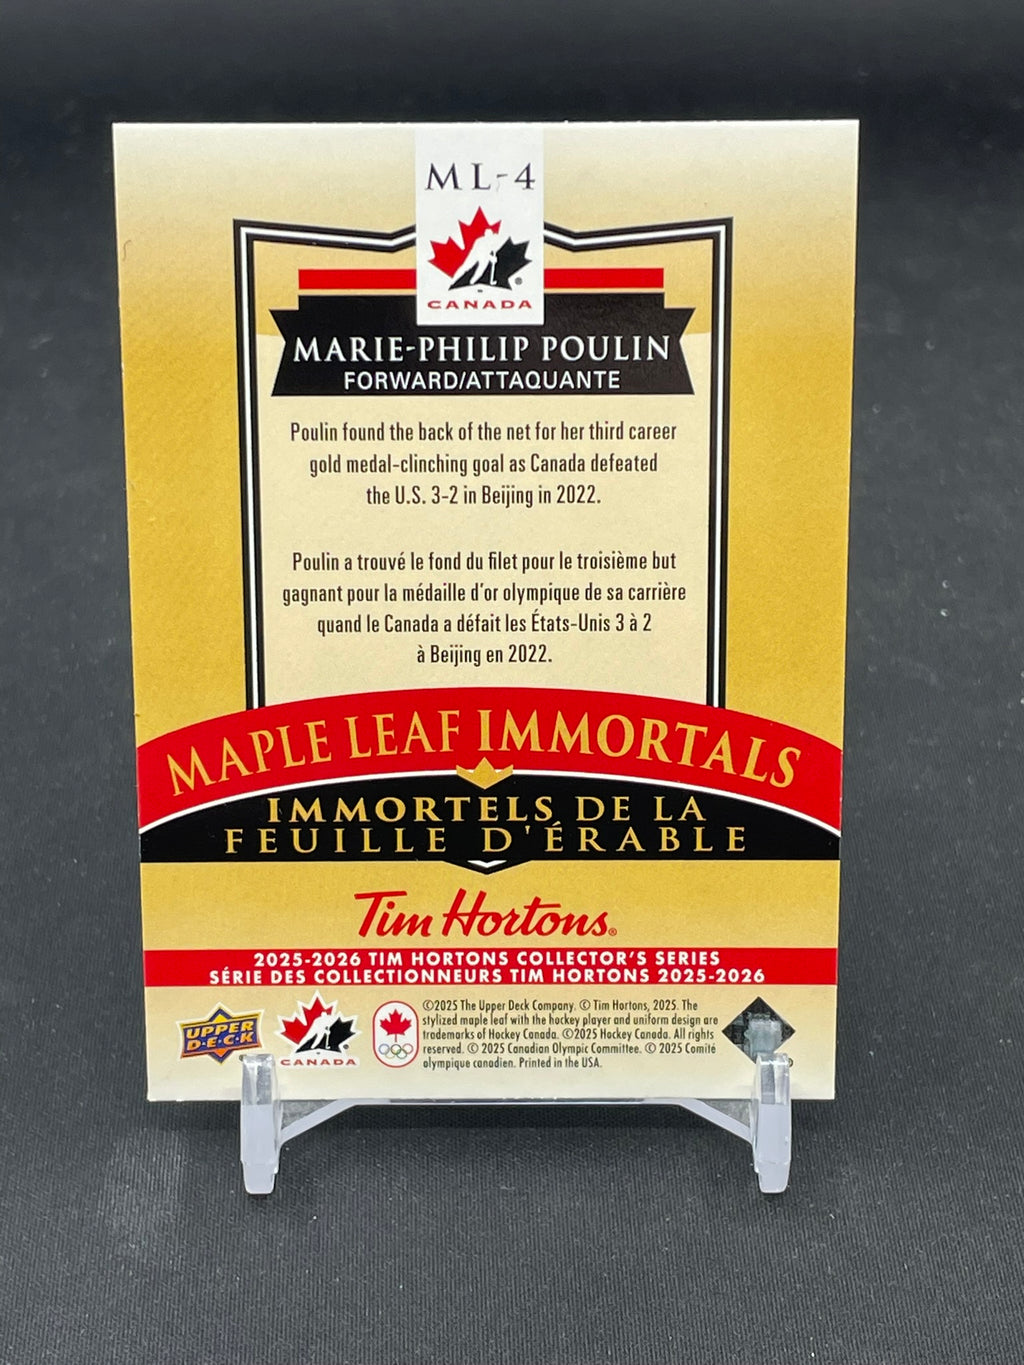 ML-4
CANADA
MARIE-PHILIP POULIN
FORWARD/ATTAQUANTE
Poulin found the back of the net for her third career
gold medal-clinching goal as Canada defeated
the U.S. 3-2 in Beijing in 2022.
Poulin a trouvé le fond du filet pour le troisième but
gagnant pour la médaille d'or olympique de sa carrière
quand le Canada a défait les États-Unis 3 à 2
à Beijing en 2022.
MAPLE LEAF IMMORTALS
IMMORTELS DE LA
FEUILLE D'ÉRABLE
Tim Hortons®
2025-2026 TIM HORTONS COLLECTOR'S SERIES
SÉRIE DES COLLECTIONNEURS TIM HORTONS 2025-2026
UPPER
D·E·C·K
CANADA
©2025 The Upper Deck Company. © Tim Hortons, 2025. The
stylized maple leaf with the hockey player and uniform design are
trademarks of Hockey Canada. ©2025 Hockey Canada. All rights
reserved. © 2025 Canadian Olympic Committee. © 2025 Comité
olympique canadien. Printed in the USA.